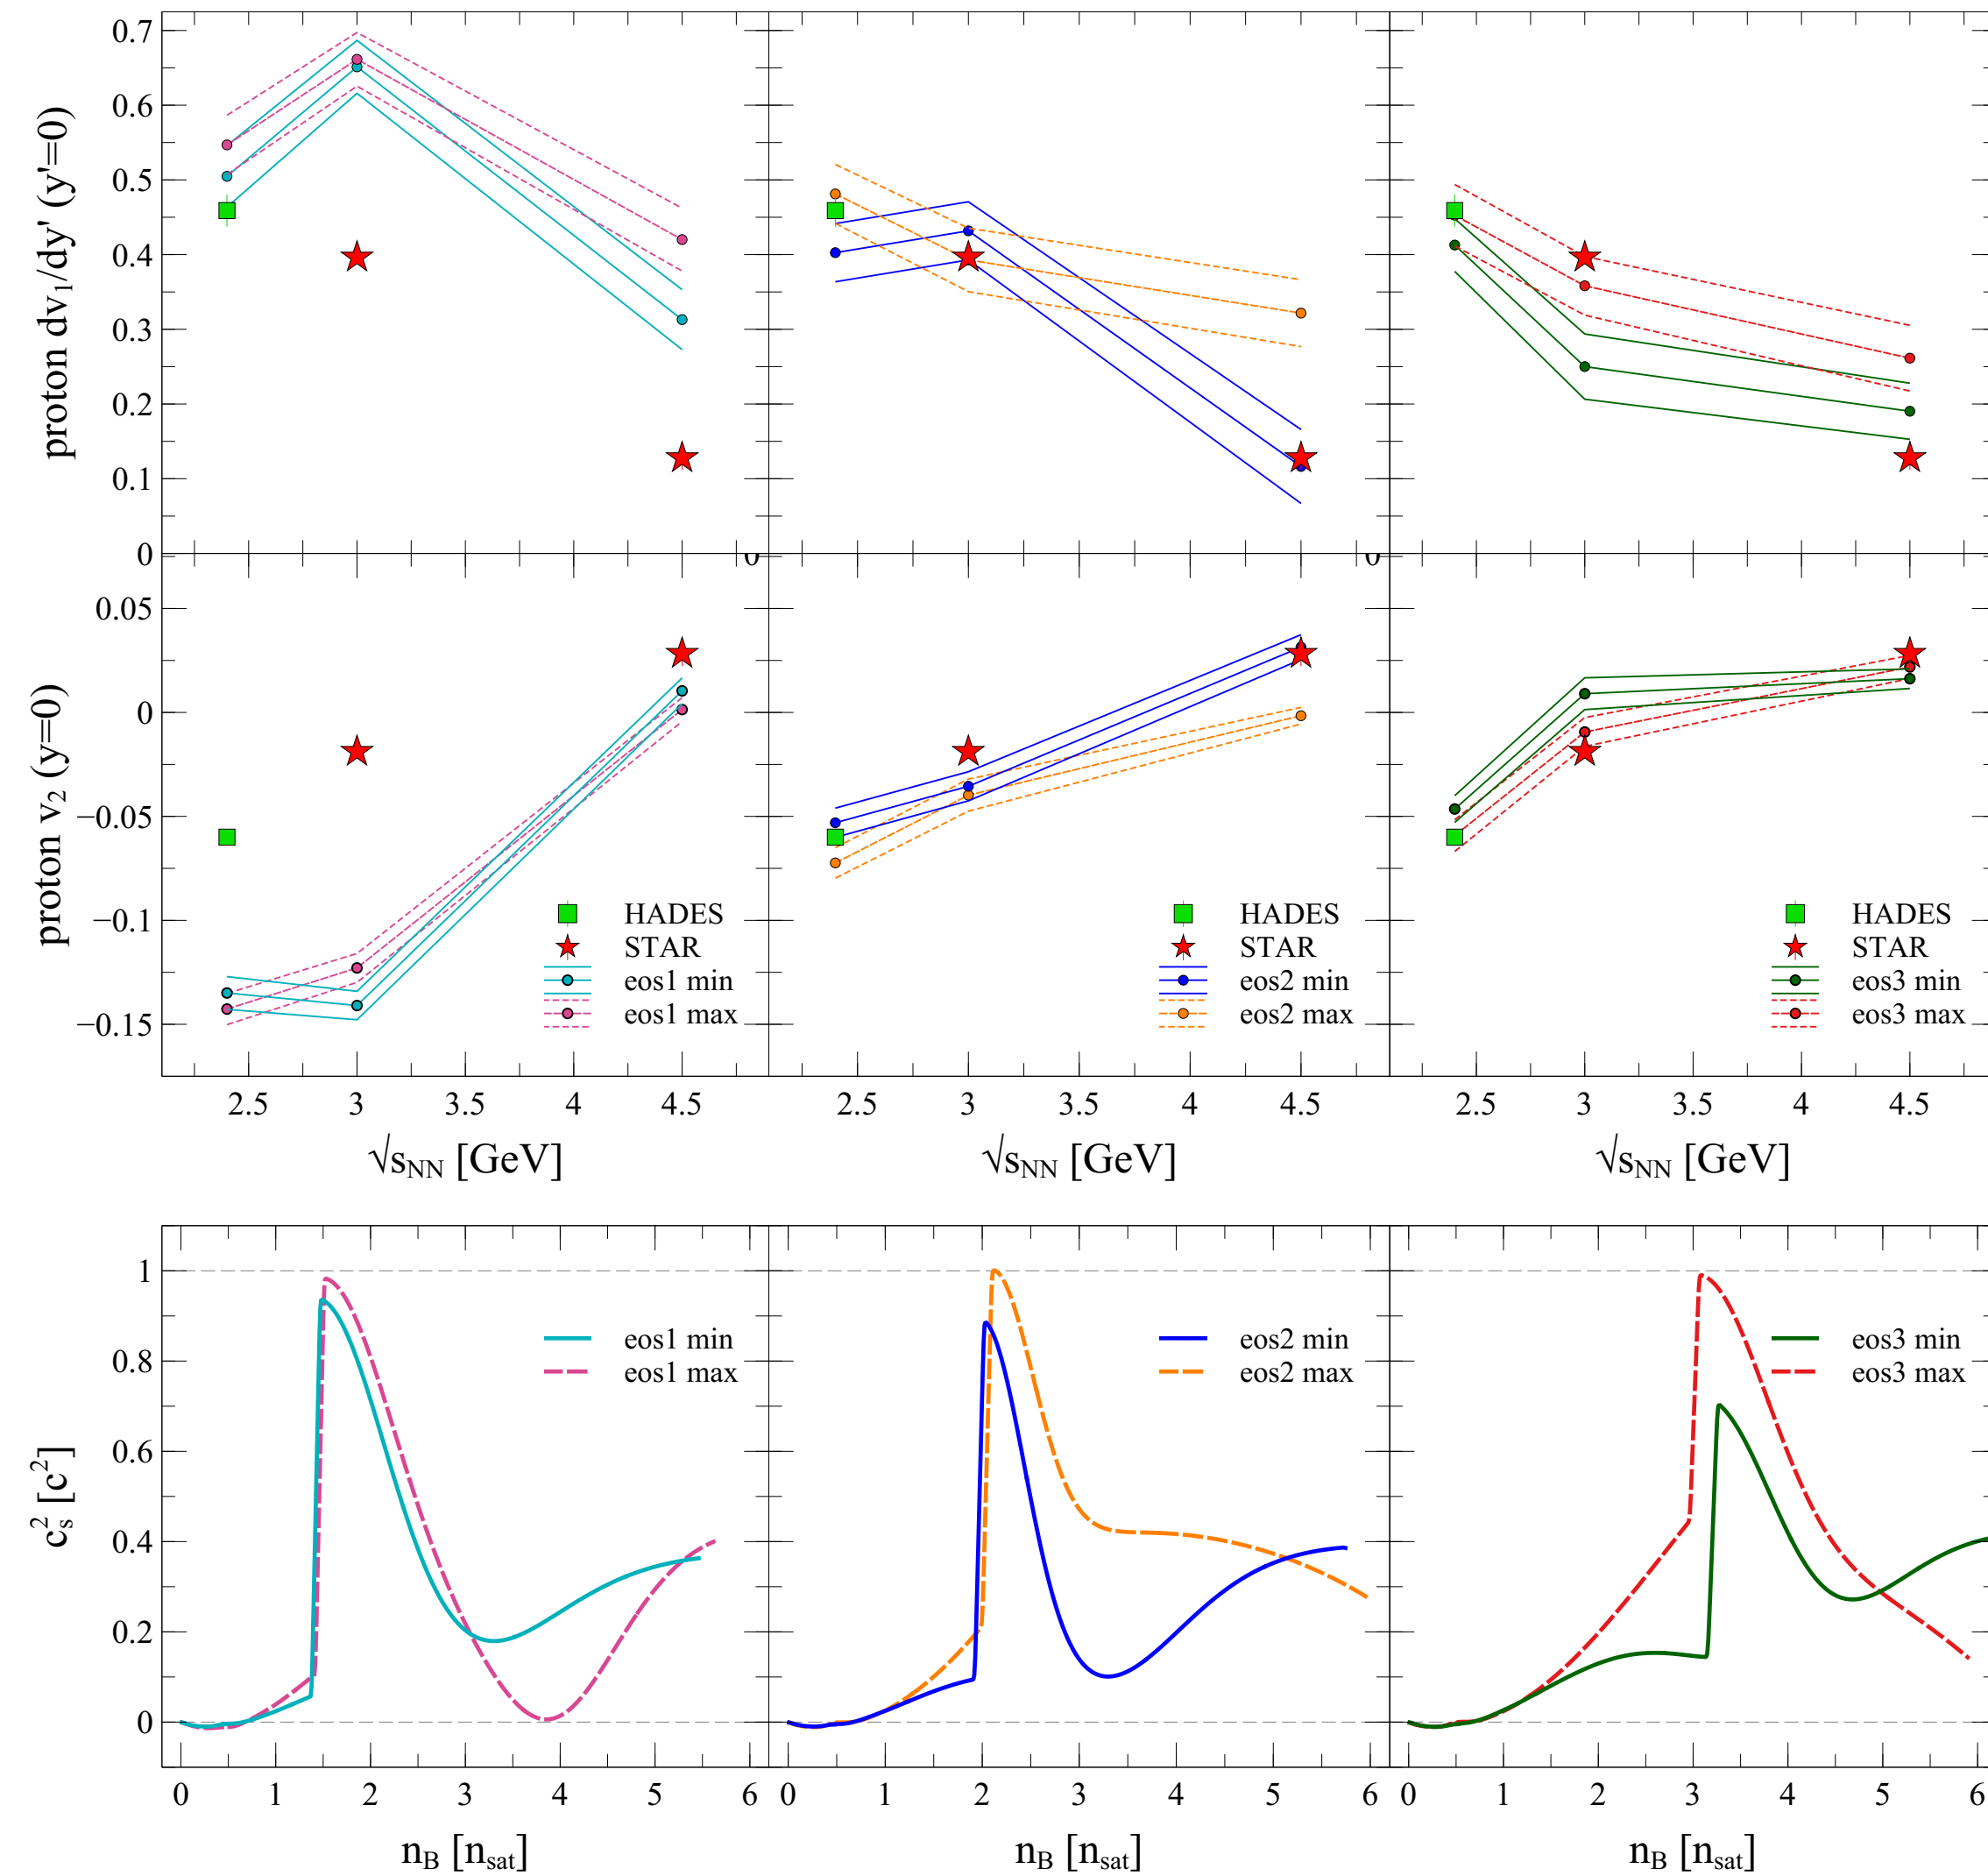 proton dv1/dy' (y'=0)
0.7
0.6
0.5
0.4
0.3
0.2
0.1
0
0
0
proton v2 (y=0)
0.05
0
−0.05
−0.1
−0.15
HADES
STAR
eos1 min
eos1 max
HADES
STAR
eos2 min
eos2 max
HADES
STAR
eos3 min
eos3 max
2.5 3 3.5 4 4.5
2.5 3 3.5 4 4.5
2.5 3 3.5 4 4.5
√sNN [GeV]
√sNN [GeV]
√sNN [GeV]
cs2 [c2]
1
0.8
0.6
0.4
0.2
0
eos1 min
eos1 max
eos2 min
eos2 max
eos3 min
eos3 max
0 1 2 3 4 5 6
0 1 2 3 4 5 6
0 1 2 3 4 5 6
nB [nsat]
nB [nsat]
nB [nsat]